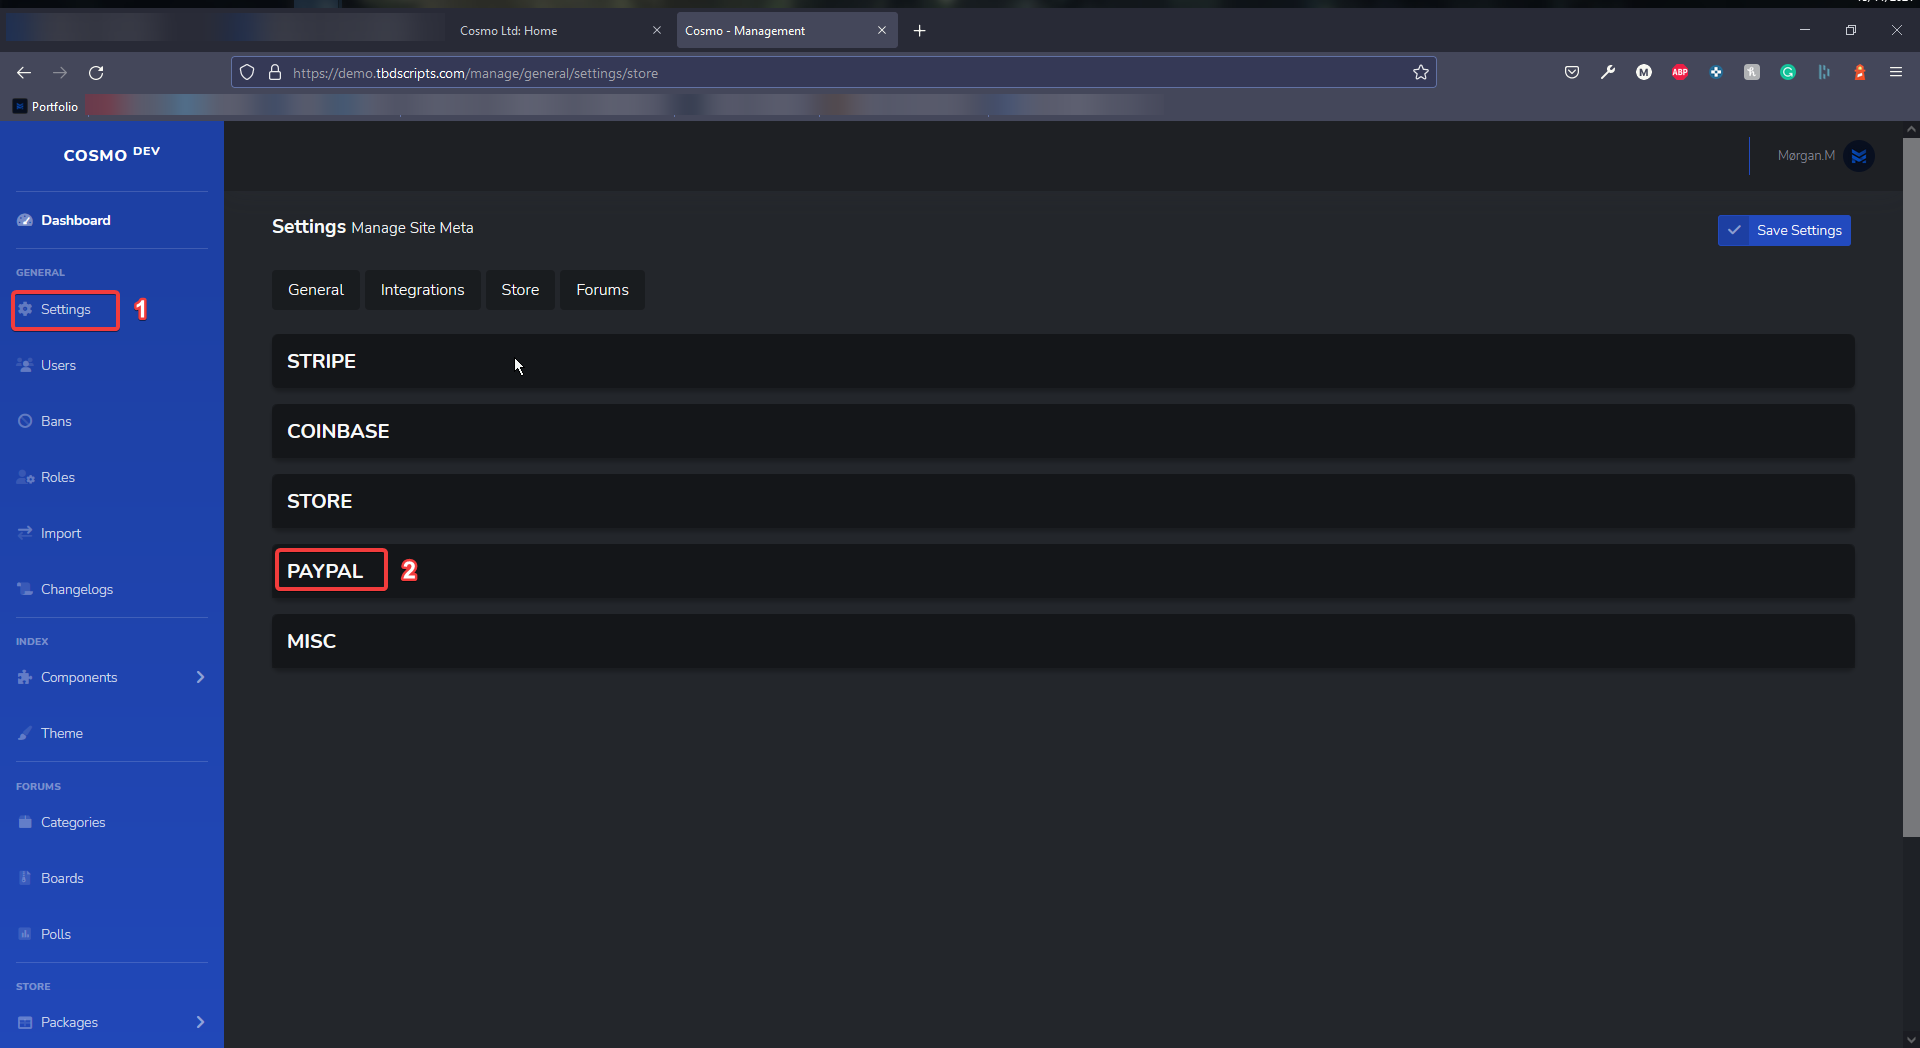 Cosmo Ltd: Home
Cosmo - Management
https://demo.tbdscripts.com/manage/general/settings/store
M
ABP
Portfolio
COSMO DEV
Mørgan.M
Dashboard
Settings Manage Site Meta
Save Settings
GENERAL
General
Integrations
Store
Forums
Settings
1
STRIPE
Users
Bans
COINBASE
Roles
STORE
Import
PAYPAL
2
Changelogs
INDEX
MISC
Components
Theme
FORUMS
Categories
Boards
Polls
STORE
Packages